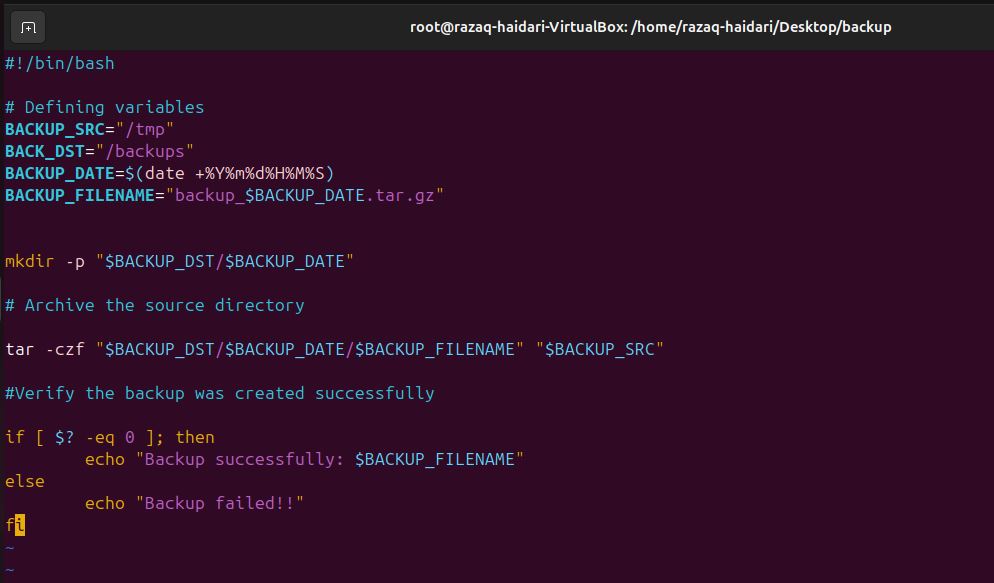 root@razaq-haidari-VirtualBox: /home/razaq-haidari/Desktop/backup
#!/bin/bash
# Defining variables
BACKUP_SRC="/tmp"
BACK_DST="/backups"
BACKUP_DATE=$(date +%Y%m%d%H%M%S)
BACKUP_FILENAME="backup_$BACKUP_DATE.tar.gz"
mkdir -p "$BACKUP_DST/$BACKUP_DATE"
# Archive the source directory
tar -czf "$BACKUP_DST/$BACKUP_DATE/$BACKUP_FILENAME" "$BACKUP_SRC"
#Verify the backup was created successfully
if [ $? -eq 0 ]; then
        echo "Backup successfully: $BACKUP_FILENAME"
else
        echo "Backup failed!!"
fi
~
~